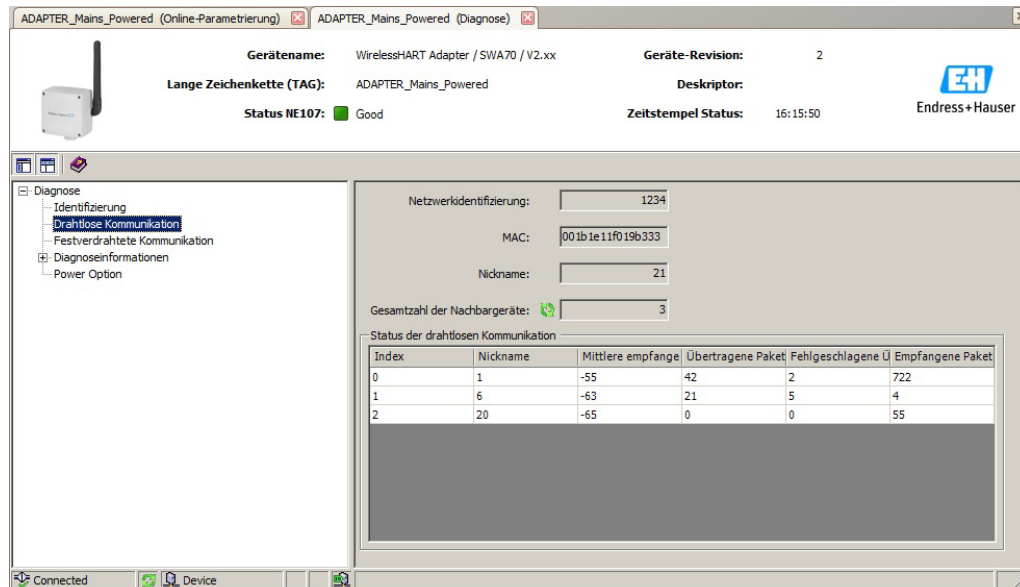 ADAPTER_Mains_Powered (Online-Parametrierung) ADAPTER_Mains_Powered (Diagnose)
Gerätename: WirelessHART Adapter / SWA70 / V2.xx Geräte-Revision: 2
Lange Zeichenkette (TAG): ADAPTER_Mains_Powered Deskriptor:
Status NE107: Good Zeitstempel Status: 16:15:50
EH
Endress+Hauser
Diagnose
Identifizierung
Drahtlose Kommunikation
Festverdrahtete Kommunikation
Diagnoseinformationen
Power Option
Netzwerkidentifizierung: 1234
MAC: 001b1e11f019b333
Nickname: 21
Gesamtzahl der Nachbargeräte: 3
Status der drahtlosen Kommunikation
Index Nickname Mittlere empfange Übertragene Paket Fehlgeschlagene Ü Empfangene Paket
0 1 -55 42 2 722
1 6 -63 21 5 4
2 20 -65 0 0 55
Connected Device